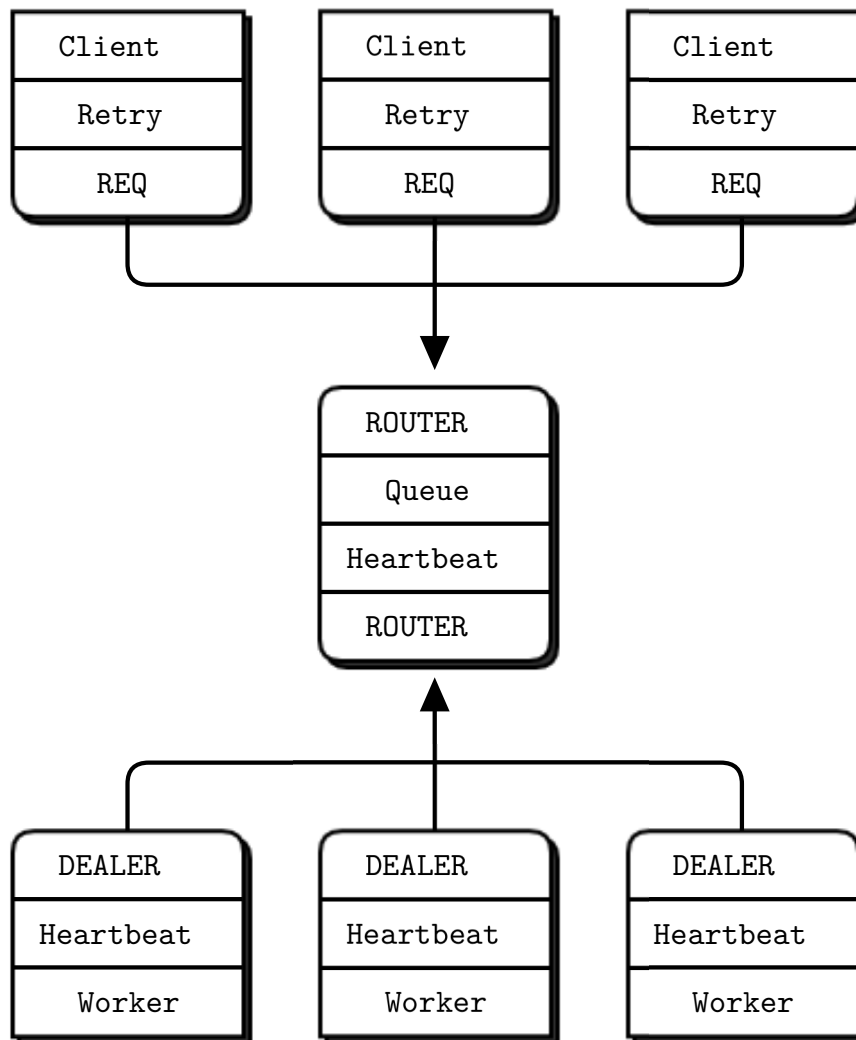 Client Client Client
Retry Retry Retry
REQ REQ REQ
ROUTER
Queue
Heartbeat
ROUTER
DEALER DEALER DEALER
Heartbeat Heartbeat Heartbeat
Worker Worker Worker